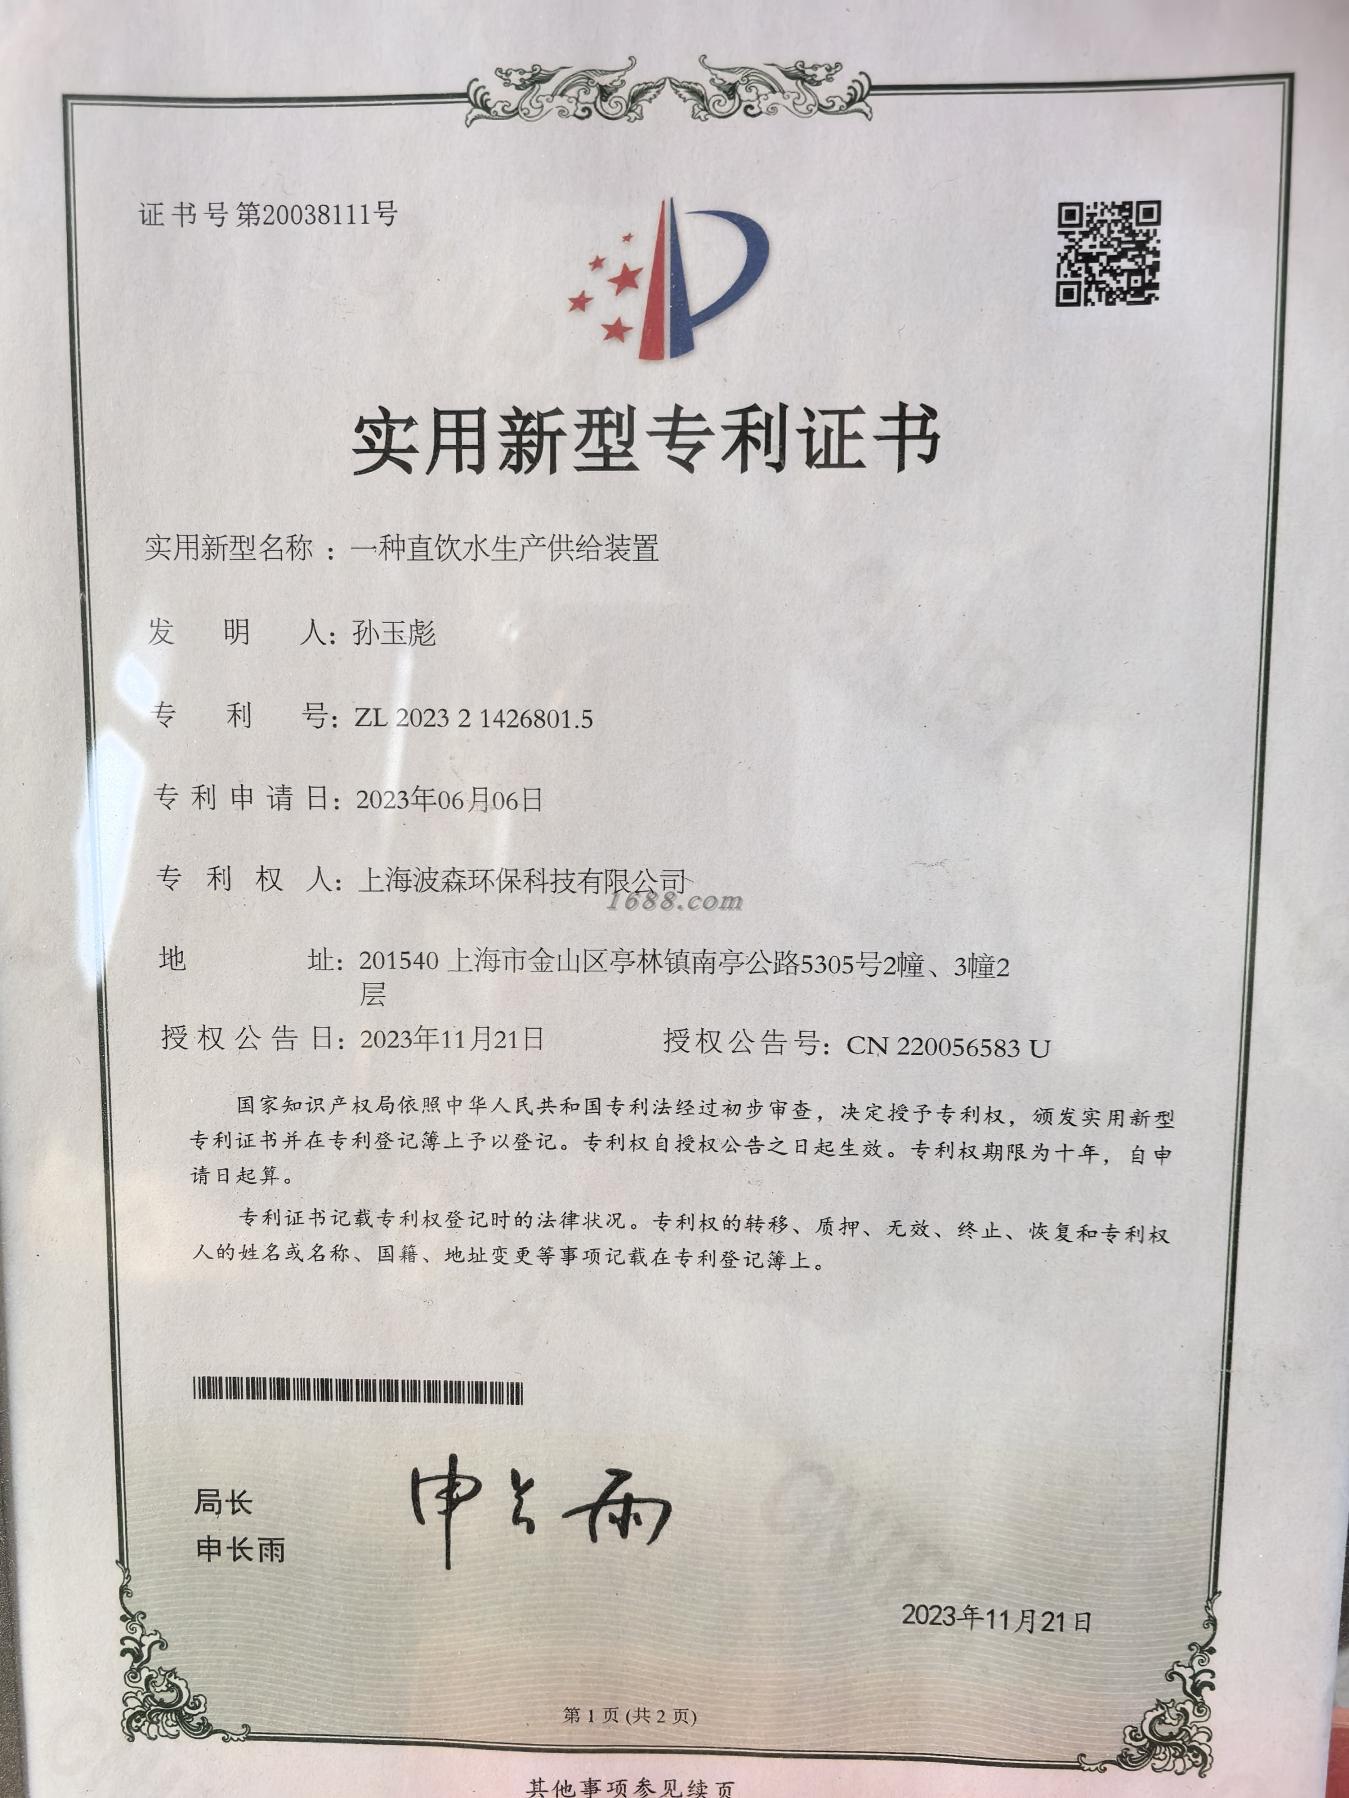 证书号第20038111号
实用新型专利证书
实用新型名称：一种直饮水生产供给装置
发明人：孙玉彪
专利号：ZL 2023 2 1426801.5
专利申请日：2023年06月06日
专利权人：上海波森环保科技有限公司
1688.com
地址：201540 上海市金山区亭林镇南亭公路5305号2幢、3幢2
层
授权公告日：2023年11月21日 授权公告号：CN 220056583 U
国家知识产权局依照中华人民共和国专利法经过初步审查，决定授予专利权，颁发实用新型
专利证书并在专利登记簿上予以登记。专利权自授权公告之日起生效。专利权期限为十年，自申
请日起算。
专利证书记载专利权登记时的法律状况。专利权的转移、质押、无效、终止、恢复和专利权
人的姓名或名称、国籍、地址变更等事项记载在专利登记簿上。
局长
申长雨
申长雨
2023年11月21日
第 1 页 (共 2 页)
其他事项参见续页